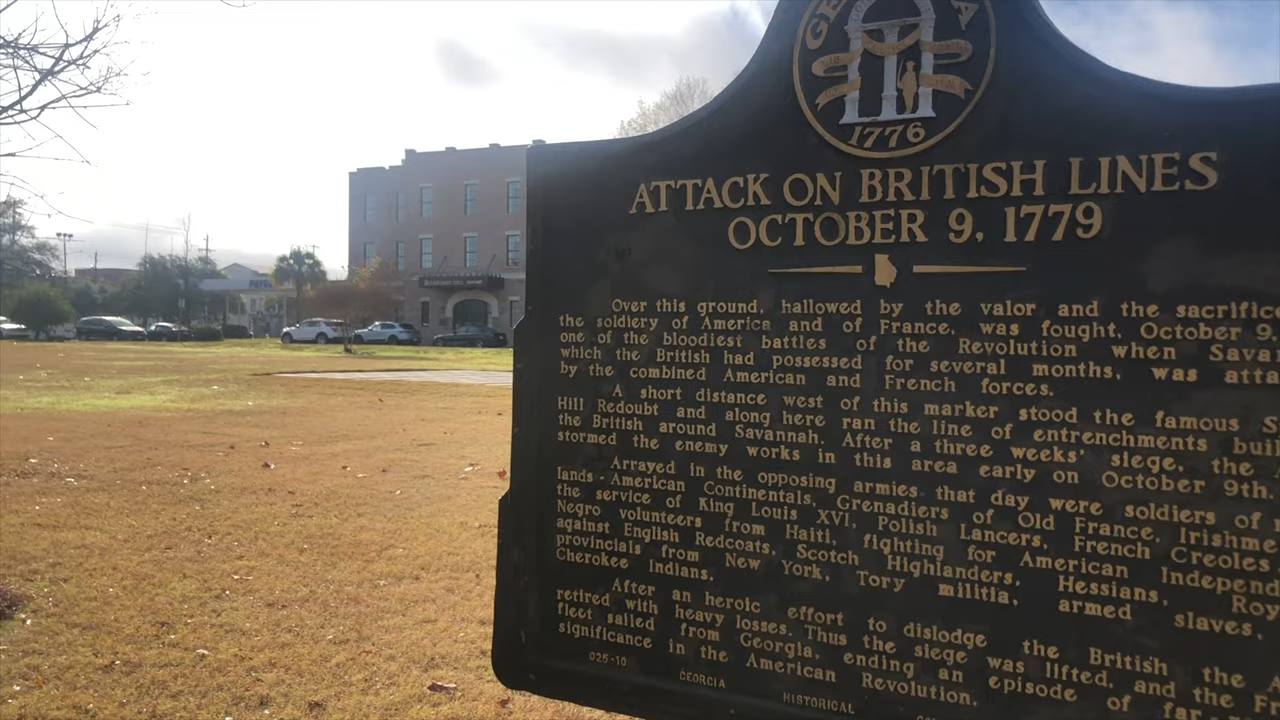 1776
ATTACK ON BRITISH LINES
OCTOBER 9, 1779
Over this ground, hallowed by the valor and the sacrifice
the soldiery of America and of France, was fought, October 9,
one of the bloodiest battles of the Revolution when
which the British had possessed for several months, was
by the combined American and French forces.
A short distance west of this marker stood the famous
Hill Redoubt and along here ran the line of entrenchments
the British around Savannah. After a three weeks' siege, the
stormed the enemy works in this area early on October 9th.
Arrayed in the opposing armies that day were soldiers of
lands - American Continentals, Grenadiers of Old France, Irishme
the service of King Louis XVI, Polish Lancers, French Creoles,
Negro volunteers from Haiti, fighting for American Independ
against English Redcoats, Scotch Highlanders, Hessians, Roy
provincials from New York, Tory militia, armed slaves,
Cherokee Indians.
After an heroic effort to dislodge the British the
retired with heavy losses. Thus the siege was lifted, and the
fleet sailed from Georgia, ending an episode of far
significance in the American Revolution.
025-10 GEORGIA HISTORICAL